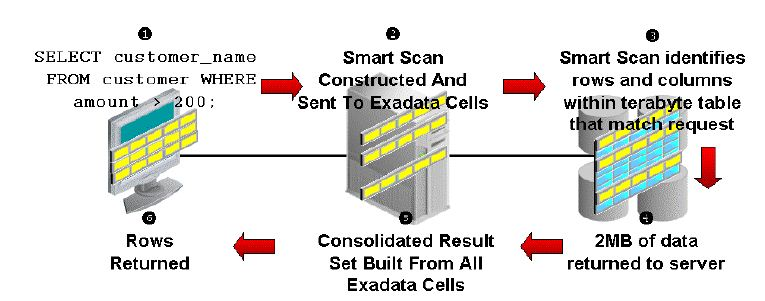 ❶
SELECT customer_name
FROM customer WHERE
amount > 200;
❷
Smart Scan
Constructed And
Sent To Exadata Cells
❸
Smart Scan identifies
rows and columns
within terabyte table
that match request
❹
2MB of data
returned to server
❺
Consolidated Result
Set Built From All
Exadata Cells
❻
Rows
Returned